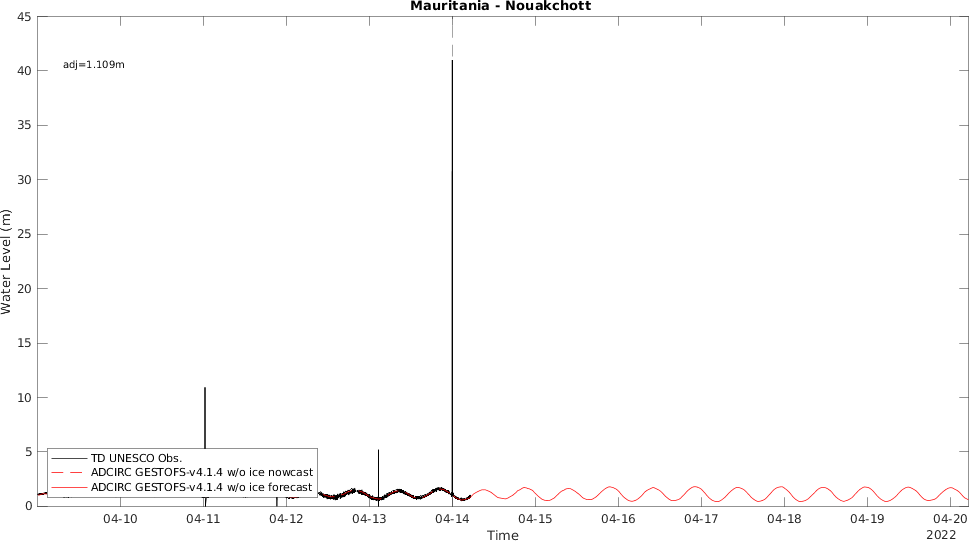 Mauritania - Nouakchott
45
40
35
30
25
20
15
10
5
0
Water Level (m)
adj=1.109m
TD UNESCO Obs.
ADCIRC GESTOFS-v4.1.4 w/o ice nowcast
ADCIRC GESTOFS-v4.1.4 w/o ice forecast
04-10 04-11 04-12 04-13 04-14 04-15 04-16 04-17 04-18 04-19 04-20
Time
2022